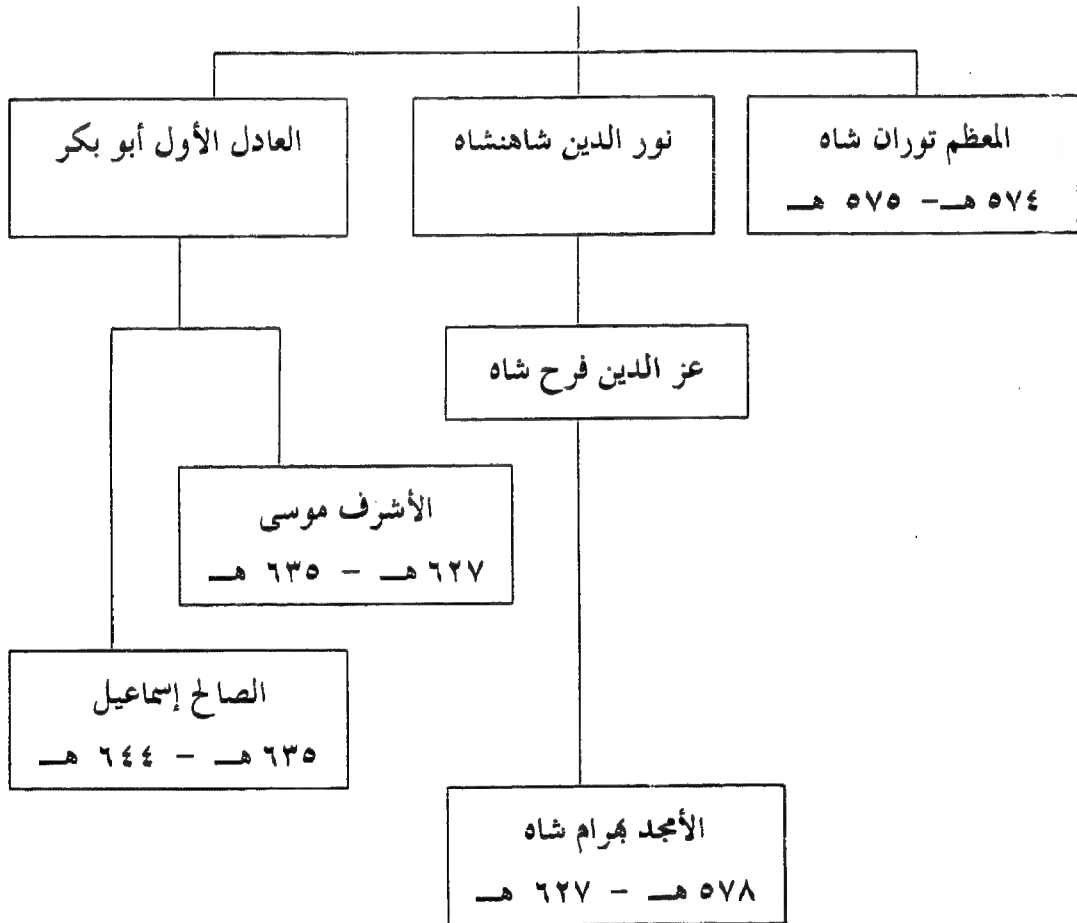 المعظم توران شاه
٥٧٤ هـ – ٥٧٥ هـ
نور الدين شاهنشاه
العادل الأول أبو بكر
عز الدين فرح شاه
الأشرف موسى
٦٢٧ هـ – ٦٣٥ هـ
الصالح إسماعيل
٦٣٥ هـ – ٦٤٤ هـ
الأمجد بهرام شاه
٥٧٨ هـ – ٦٢٧ هـ